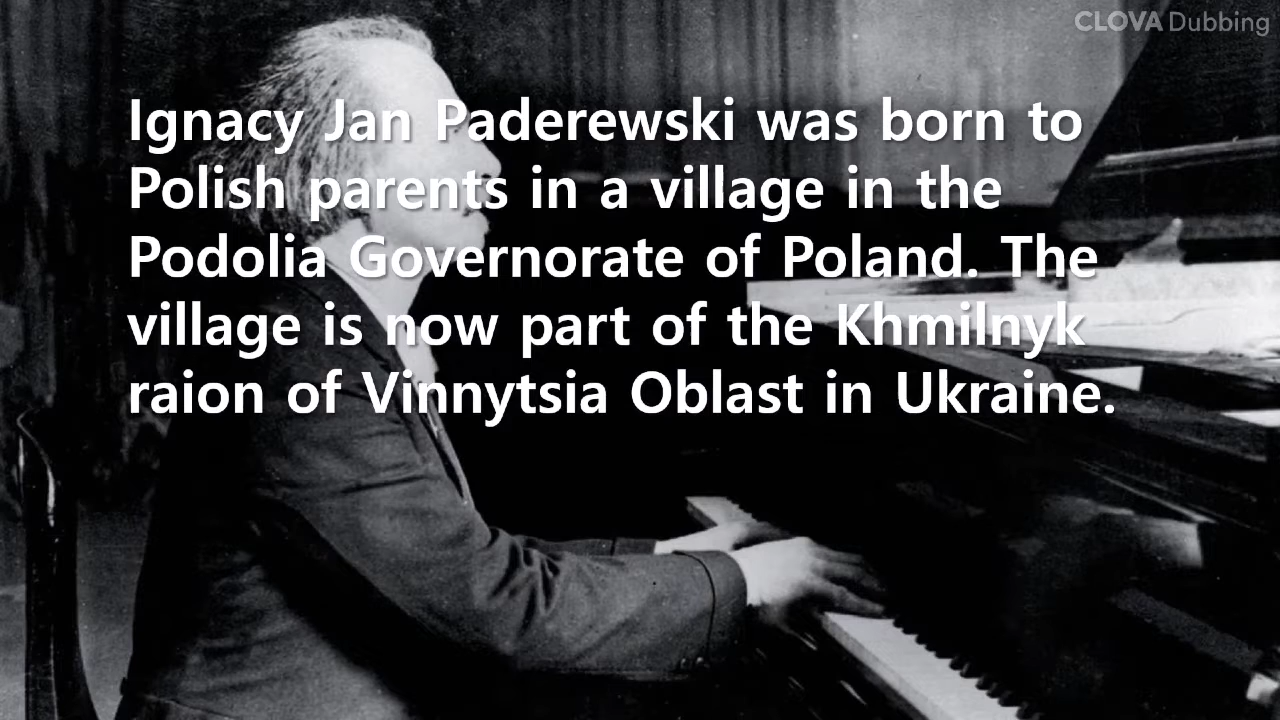 CLOVA Dubbing
Ignacy Jan Paderewski was born to
Polish parents in a village in the
Podolia Governorate of Poland. The
village is now part of the Khmilnyk
raion of Vinnytsia Oblast in Ukraine.